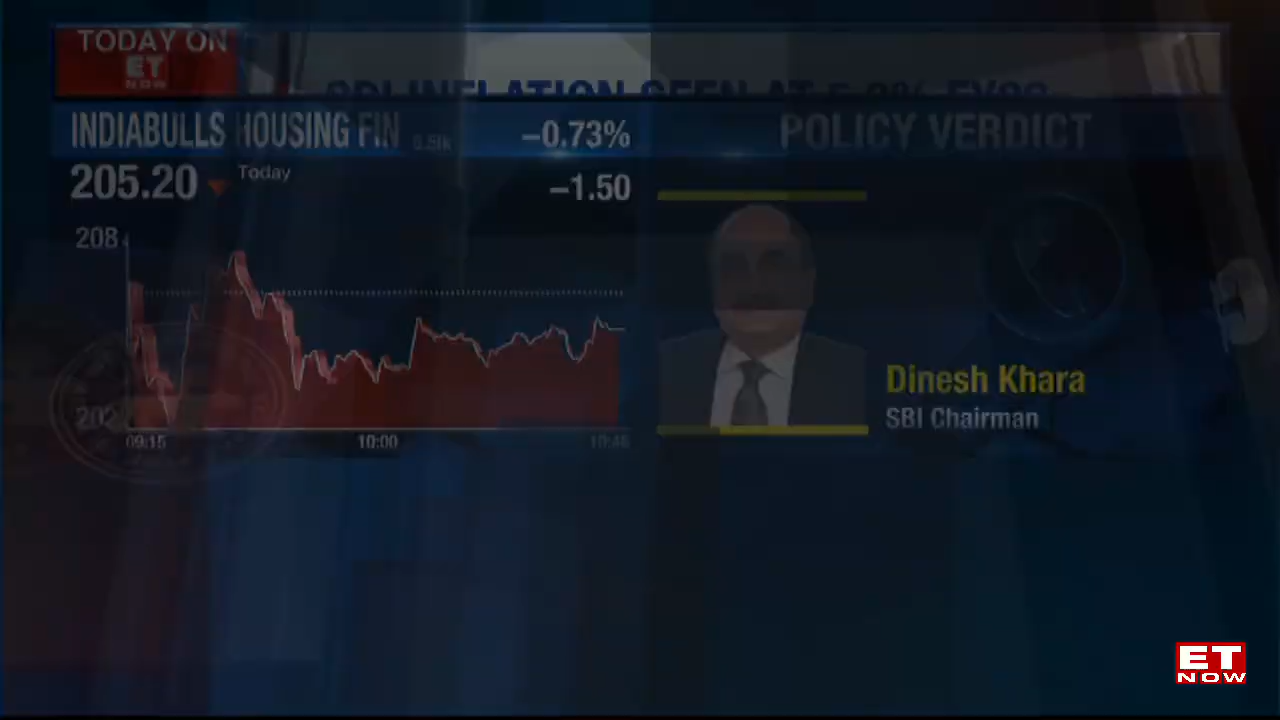 TODAY ON
ET
NOW
INDIABULLS HOUSING FIN
-0.73%
POLICY VERDICT
205.20
Today
-1.50
208
09:15
10:00
Dinesh Khara
SBI Chairman
ET
NOW